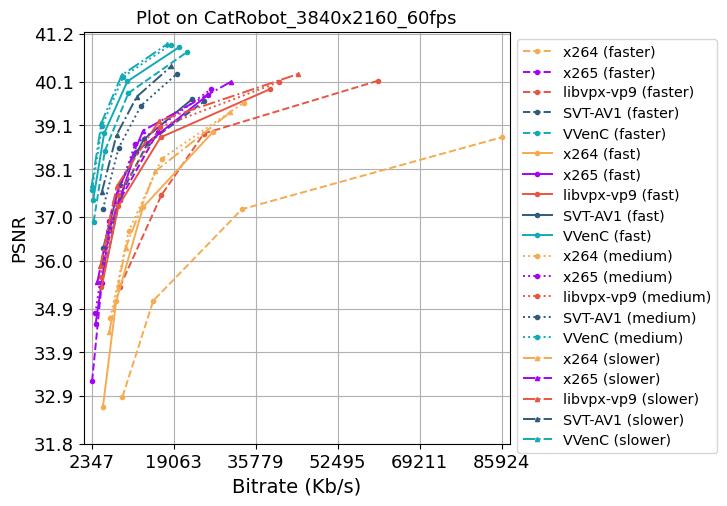 Plot on CatRobot_3840x2160_60fps
41.2
40.1
39.1
38.1
37.0
36.0
34.9
33.9
32.9
31.8
PSNR
2347 19063 35779 52495 69211 85924
Bitrate (Kb/s)
x264 (faster)
x265 (faster)
libvpx-vp9 (faster)
SVT-AV1 (faster)
VVenC (faster)
x264 (fast)
x265 (fast)
libvpx-vp9 (fast)
SVT-AV1 (fast)
VVenC (fast)
x264 (medium)
x265 (medium)
libvpx-vp9 (medium)
SVT-AV1 (medium)
VVenC (medium)
x264 (slower)
x265 (slower)
libvpx-vp9 (slower)
SVT-AV1 (slower)
VVenC (slower)